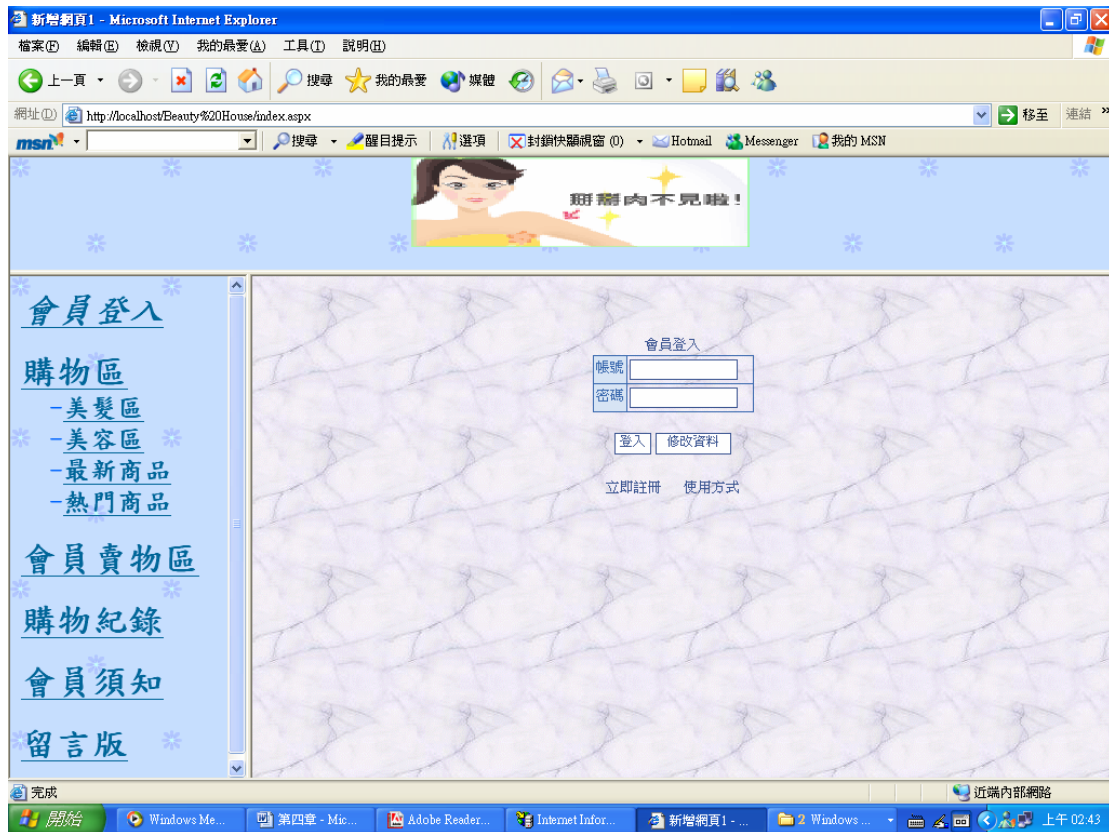 新增網頁1 - Microsoft Internet Explorer
檔案(F) 編輯(E) 檢視(V) 我的最愛(A) 工具(T) 說明(H)
上一頁 搜尋 我的最愛 媒體
網址(D) http://localhost/Beauty%20House/index.aspx 移至 連結 »
msn 搜尋 醒目提示 選項 封鎖快顯視窗 (0) Hotmail Messenger 我的 MSN
掰掰肉不見啦!
會員登入
購物區
-美髮區
-美容區
-最新商品
-熱門商品
會員賣物區
購物紀錄
會員須知
留言版
會員登入
帳號
密碼
登入 修改資料
立即註冊 使用方式
完成 近端內部網路
開始 Windows Me... 第四章 - Mic... Adobe Reader... Internet Infor... 新增網頁1 - ... 2 Windows ... 上午 02:43